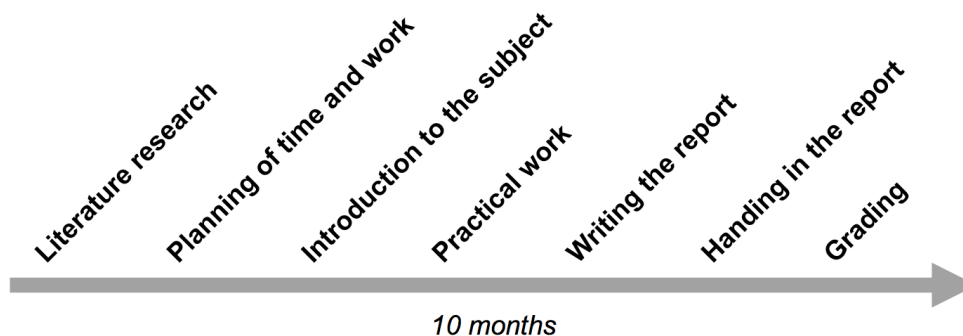 Literature research
Planning of time and work
Introduction to the subject
Practical work
Writing the report
Handing in the report
Grading
10 months